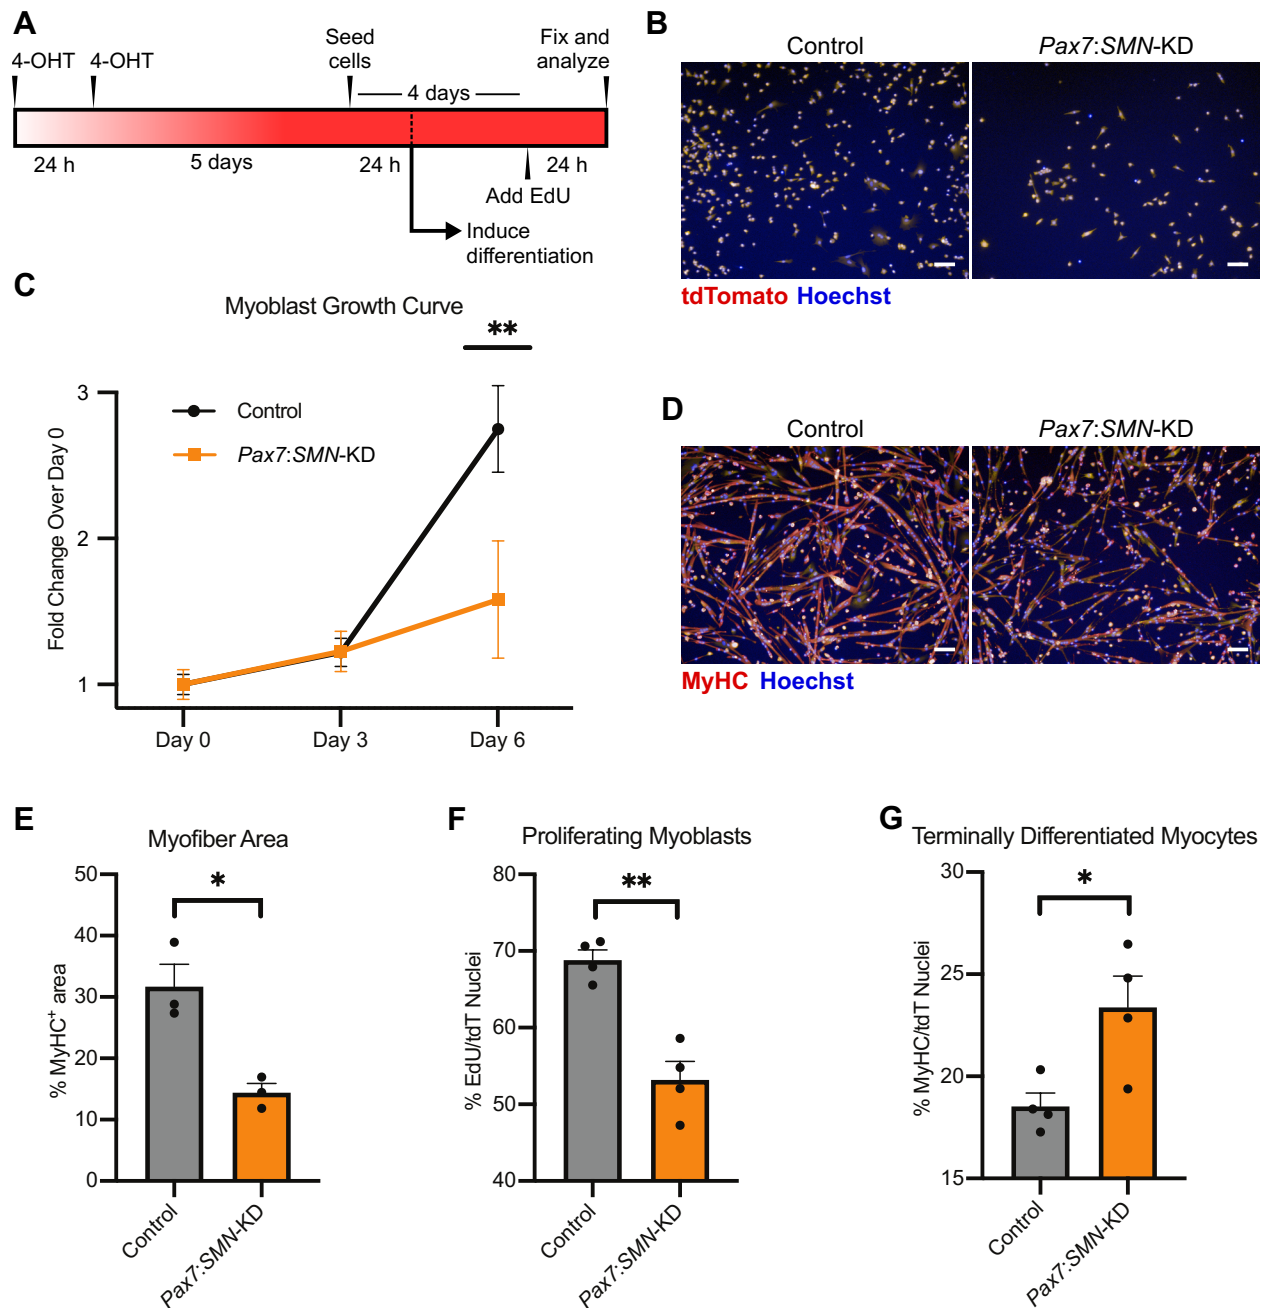 A
Seed
cells
Fix and
analyze
4-OHT
4-OHT
4 days
24 h
5 days
24 h
24 h
Add EdU
Induce
differentiation
B
Control
Pax7:SMN-KD
tdTomato Hoechst
C
Myoblast Growth Curve
**
Fold Change Over Day 0
3
2
1
Control
Pax7:SMN-KD
Day 0
Day 3
Day 6
D
Control
Pax7:SMN-KD
MyHC Hoechst
E
Myofiber Area
*
% MyHC+ area
50
40
30
20
10
0
Control
Pax7:SMN-KD
F
Proliferating Myoblasts
**
% EdU/tdT Nuclei
80
70
60
50
40
Control
Pax7:SMN-KD
G
Terminally Differentiated Myocytes
*
% MyHC/tdT Nuclei
30
25
20
15
Control
Pax7:SMN-KD